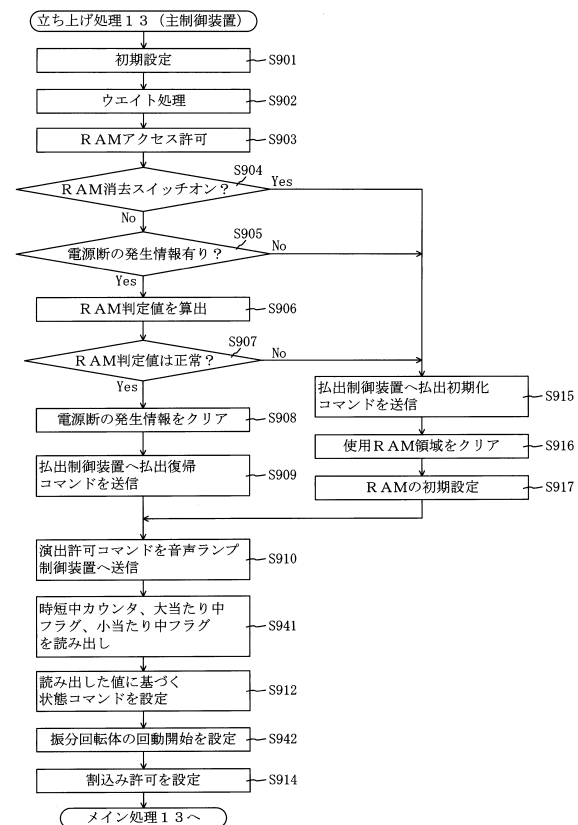 立ち上げ処理１３（主制御装置）
初期設定
S901
ウエイト処理
S902
ＲＡＭアクセス許可
S903
S904
ＲＡＭ消去スイッチオン？
Yes
No
S905
電源断の発生情報有り？
No
Yes
ＲＡＭ判定値を算出
S906
S907
ＲＡＭ判定値は正常？
No
Yes
払出制御装置へ払出初期化
コマンドを送信
S915
電源断の発生情報をクリア
S908
使用ＲＡＭ領域をクリア
S916
払出制御装置へ払出復帰
コマンドを送信
S909
ＲＡＭの初期設定
S917
演出許可コマンドを音声ランプ
制御装置へ送信
S910
時短中カウンタ、大当たり中
フラグ、小当たり中フラグ
を読み出し
S941
読み出した値に基づく
状態コマンドを設定
S912
振分回転体の回動開始を設定
S942
割込み許可を設定
S914
メイン処理１３へ